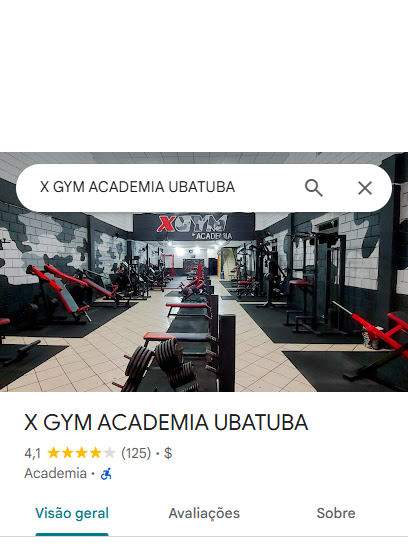 X GYM ACADEMIA UBATUBA
XGYM
ACADEMIA
X GYM ACADEMIA UBATUBA
4,1 (125) · $
Academia ·
Visão geral Avaliações Sobre